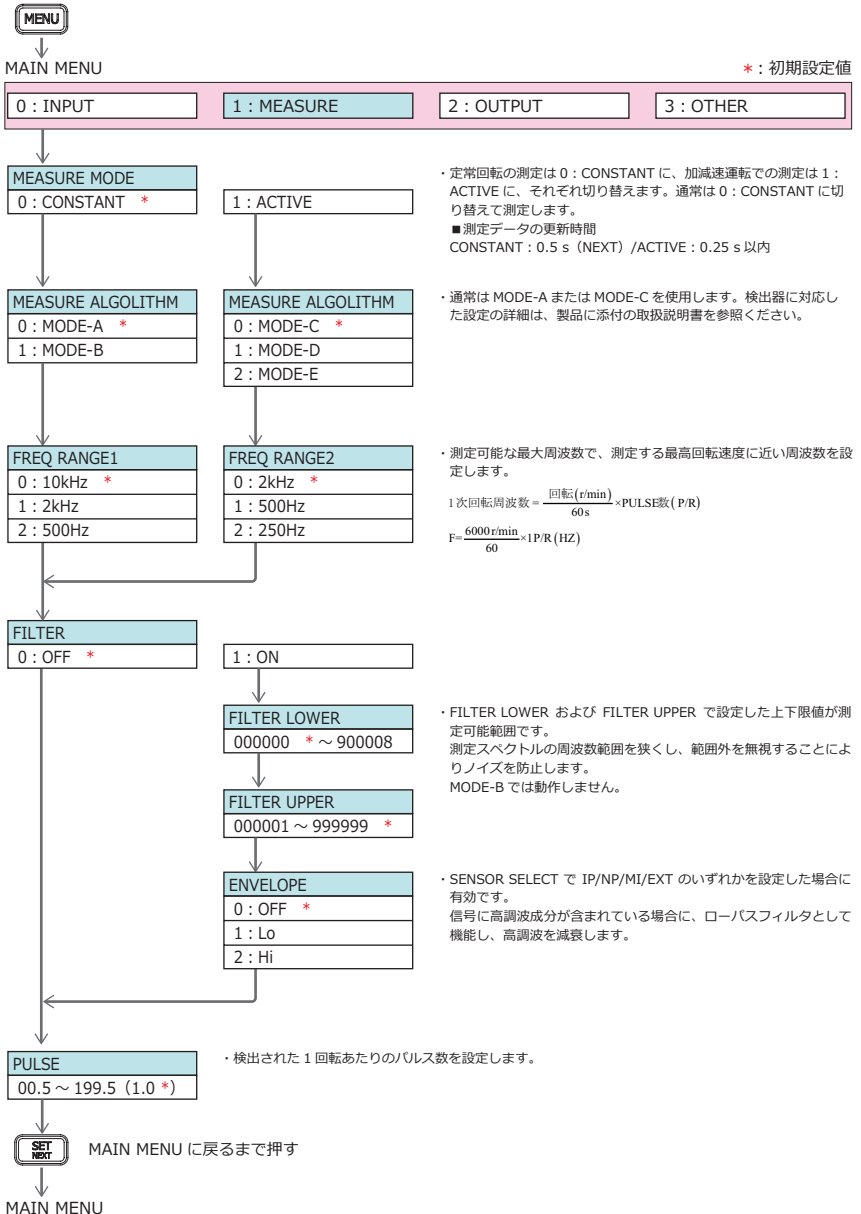 MENU
MAIN MENU
*：初期設定値
0：INPUT
1：MEASURE
2：OUTPUT
3：OTHER
MEASURE MODE
0：CONSTANT *
1：ACTIVE
・定常回転の測定は 0：CONSTANT に、加減速運転での測定は 1：
ACTIVE に、それぞれ切り替えます。通常は 0：CONSTANT に切
り替えて測定します。
■測定データの更新時間
CONSTANT：0.5 s（NEXT）/ACTIVE：0.25 s 以内
MEASURE ALGOLITHM
0：MODE-A *
1：MODE-B
MEASURE ALGOLITHM
0：MODE-C *
1：MODE-D
2：MODE-E
・通常は MODE-A または MODE-C を使用します。検出器に対応し
た設定の詳細は、製品に添付の取扱説明書を参照ください。
FREQ RANGE1
0：10kHz *
1：2kHz
2：500Hz
FREQ RANGE2
0：2kHz *
1：500Hz
2：250Hz
・測定可能な最大周波数で、測定する最高回転速度に近い周波数を設
定します。
1次回転周波数 = 回転(r/min)/60s ×PULSE数(P/R)
F=6000r/min/60 ×1P/R(HZ)
FILTER
0：OFF *
1：ON
FILTER LOWER
000000 *～900008
FILTER UPPER
000001～999999 *
・FILTER LOWER および FILTER UPPER で設定した上下限値が測
定可能範囲です。
測定スペクトルの周波数範囲を狭くし、範囲外を無視することによ
りノイズを防止します。
MODE-B では動作しません。
ENVELOPE
0：OFF *
1：Lo
2：Hi
・SENSOR SELECT で IP/NP/MI/EXT のいずれかを設定した場合に
有効です。
信号に高調波成分が含まれている場合に、ローパスフィルタとして
機能し、高調波を減衰します。
PULSE
00.5～199.5（1.0 *）
・検出された 1 回転あたりのパルス数を設定します。
SET
NEXT
MAIN MENU に戻るまで押す
MAIN MENU